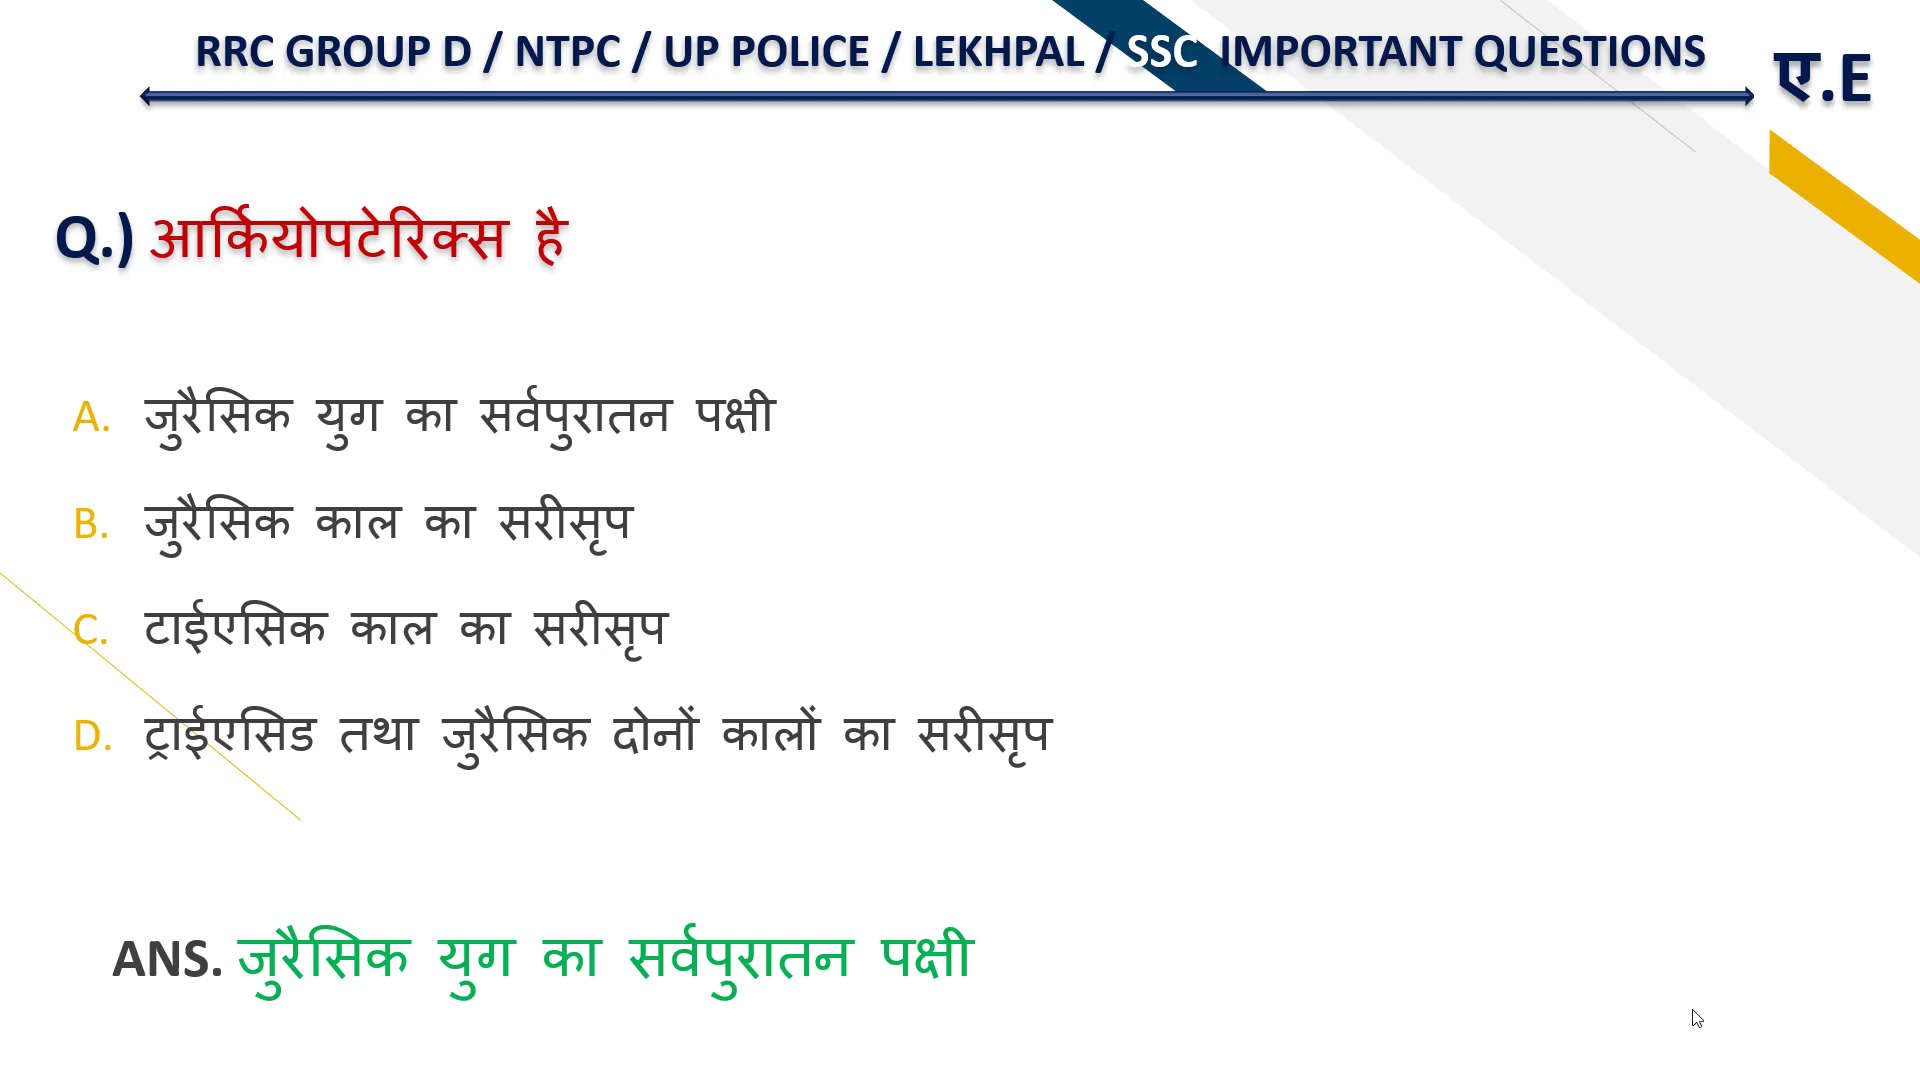 RRC GROUP D / NTPC / UP POLICE / LEKHPAL / SSC IMPORTANT QUESTIONS
ए.E
Q.) आर्कियोपटेरिक्स है
A. जुरैसिक युग का सर्वपुरातन पक्षी
B. जुरैसिक काल का सरीसृप
C. टाईएसिक काल का सरीसृप
D. ट्राईएसिड तथा जुरैसिक दोनों कालों का सरीसृप
ANS. जुरैसिक युग का सर्वपुरातन पक्षी